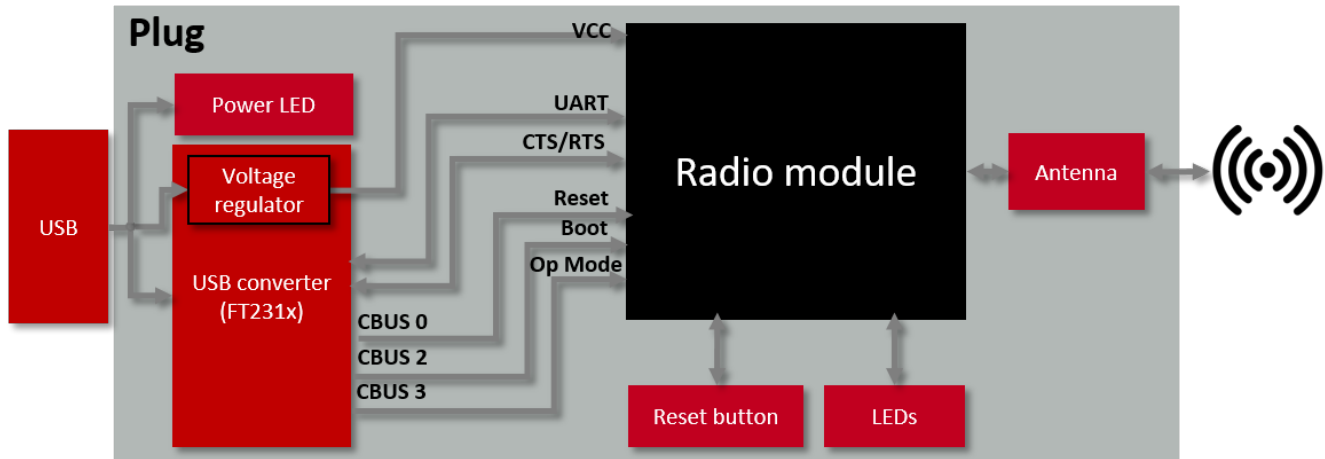 Plug
VCC
Power LED
UART
CTS/RTS
Voltage
regulator
Radio module
Antenna
Reset
USB
Boot
Op Mode
USB converter
(FT231x)
CBUS 0
CBUS 2
CBUS 3
Reset button
LEDs